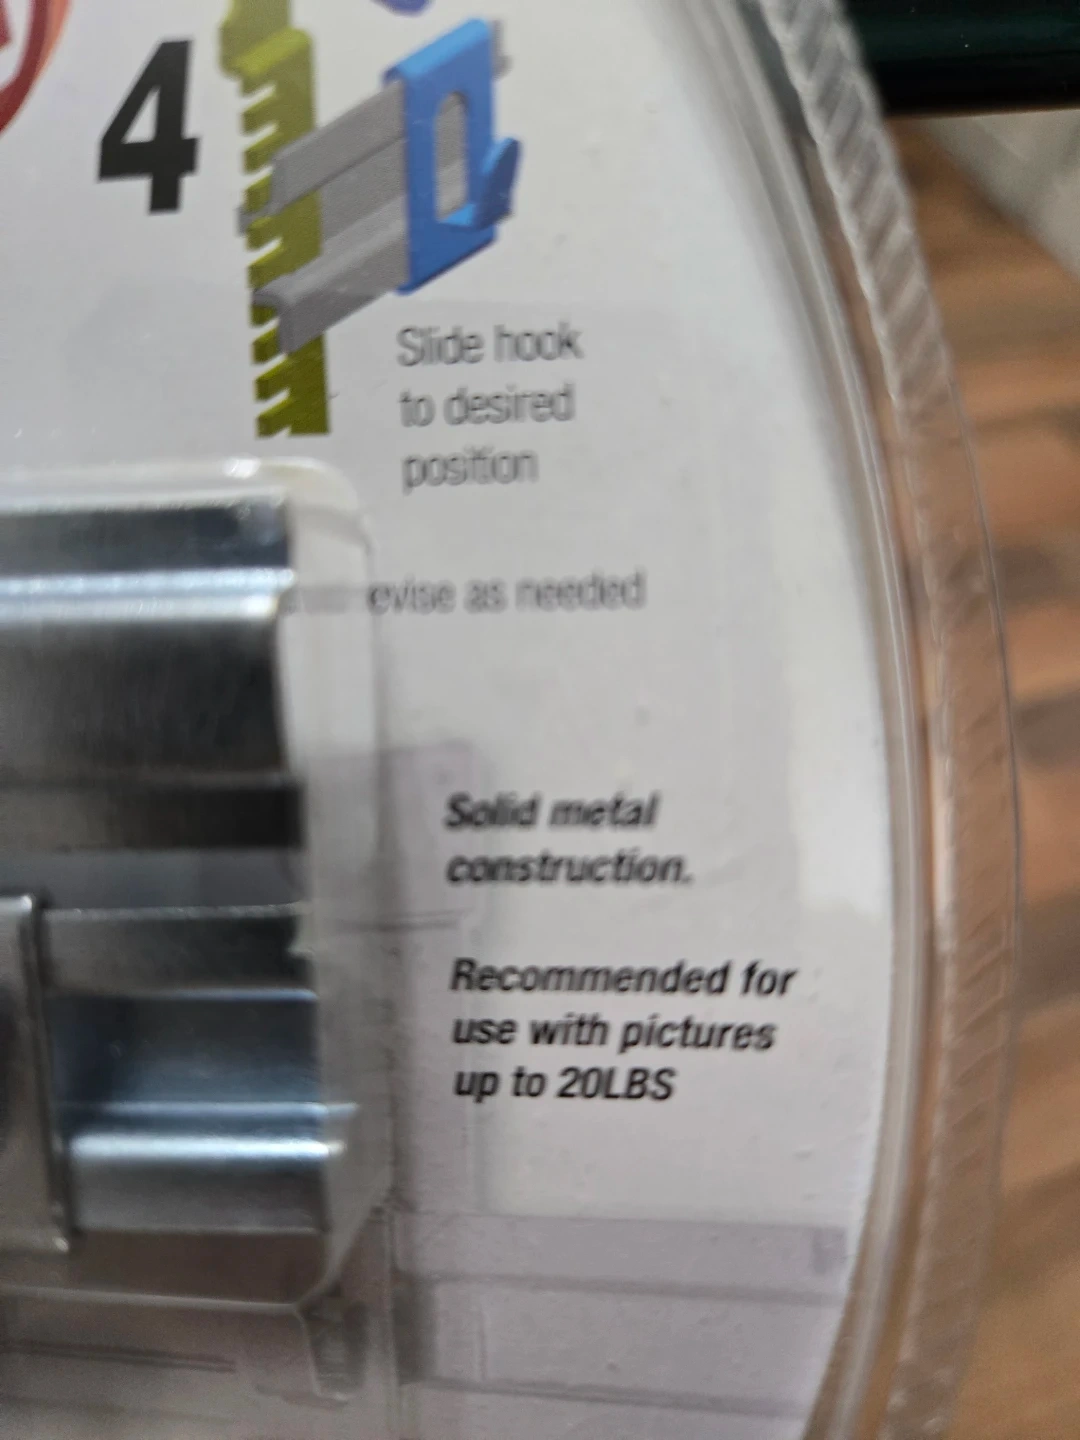 4
Slide hook
to desired
position
evise as needed
Solid metal
construction.
Recommended for
use with pictures
up to 20LBS